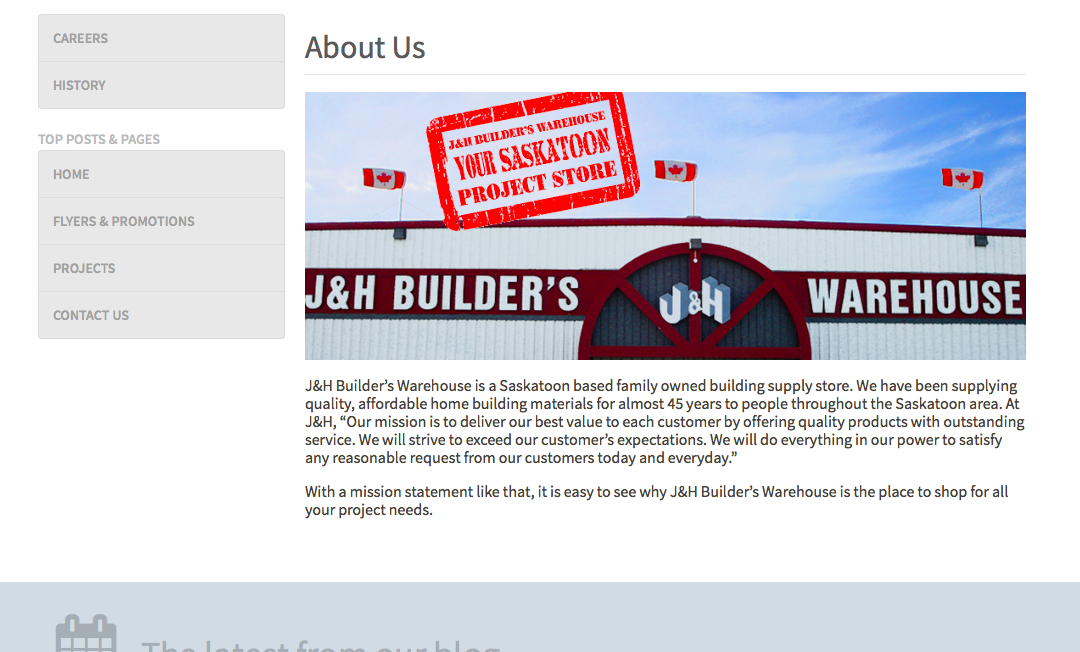 CAREERS
HISTORY
TOP POSTS & PAGES
HOME
FLYERS & PROMOTIONS
PROJECTS
CONTACT US
About Us
J&H BUILDER'S WAREHOUSE
YOUR SASKATOON
PROJECT STORE
J&H BUILDER'S
J&H
WAREHOUSE
J&H Builder’s Warehouse is a Saskatoon based family owned building supply store. We have been supplying
quality, affordable home building materials for almost 45 years to people throughout the Saskatoon area. At
J&H, “Our mission is to deliver our best value to each customer by offering quality products with outstanding
service. We will strive to exceed our customer’s expectations. We will do everything in our power to satisfy
any reasonable request from our customers today and everyday.”
With a mission statement like that, it is easy to see why J&H Builder’s Warehouse is the place to shop for all
your project needs.
The latest from our blog